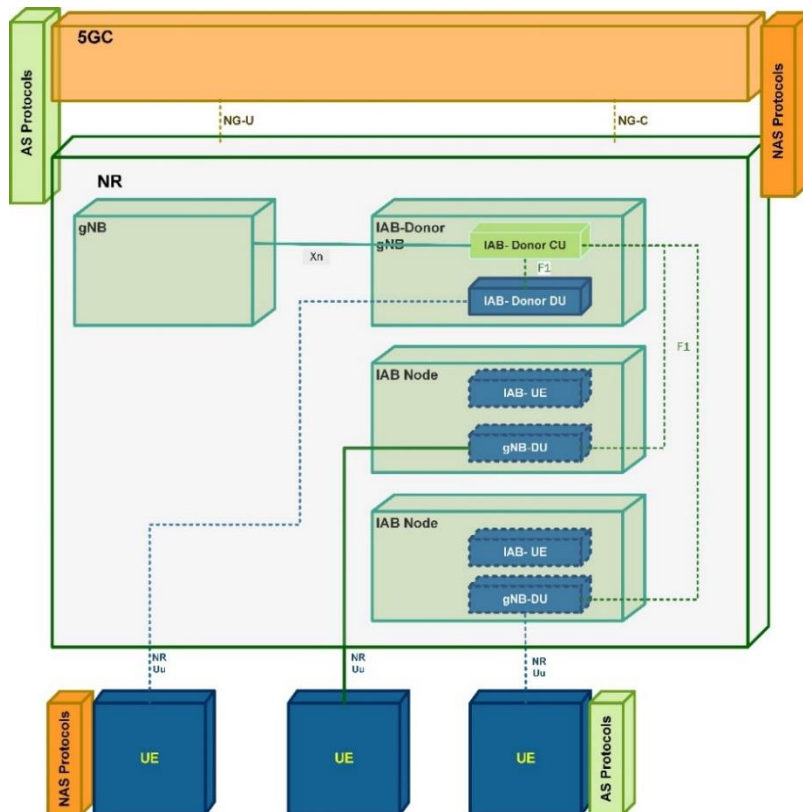 5GC
AS Protocols
NAS Protocols
NG-U
NG-C
NR
gNB
IAB-Donor
gNB
IAB- Donor CU
Xn
F1
IAB- Donor DU
F1
IAB Node
IAB- UE
gNB-DU
IAB Node
IAB- UE
gNB-DU
NR
Uu
NR
Uu
NR
Uu
NAS Protocols
UE
UE
UE
AS Protocols